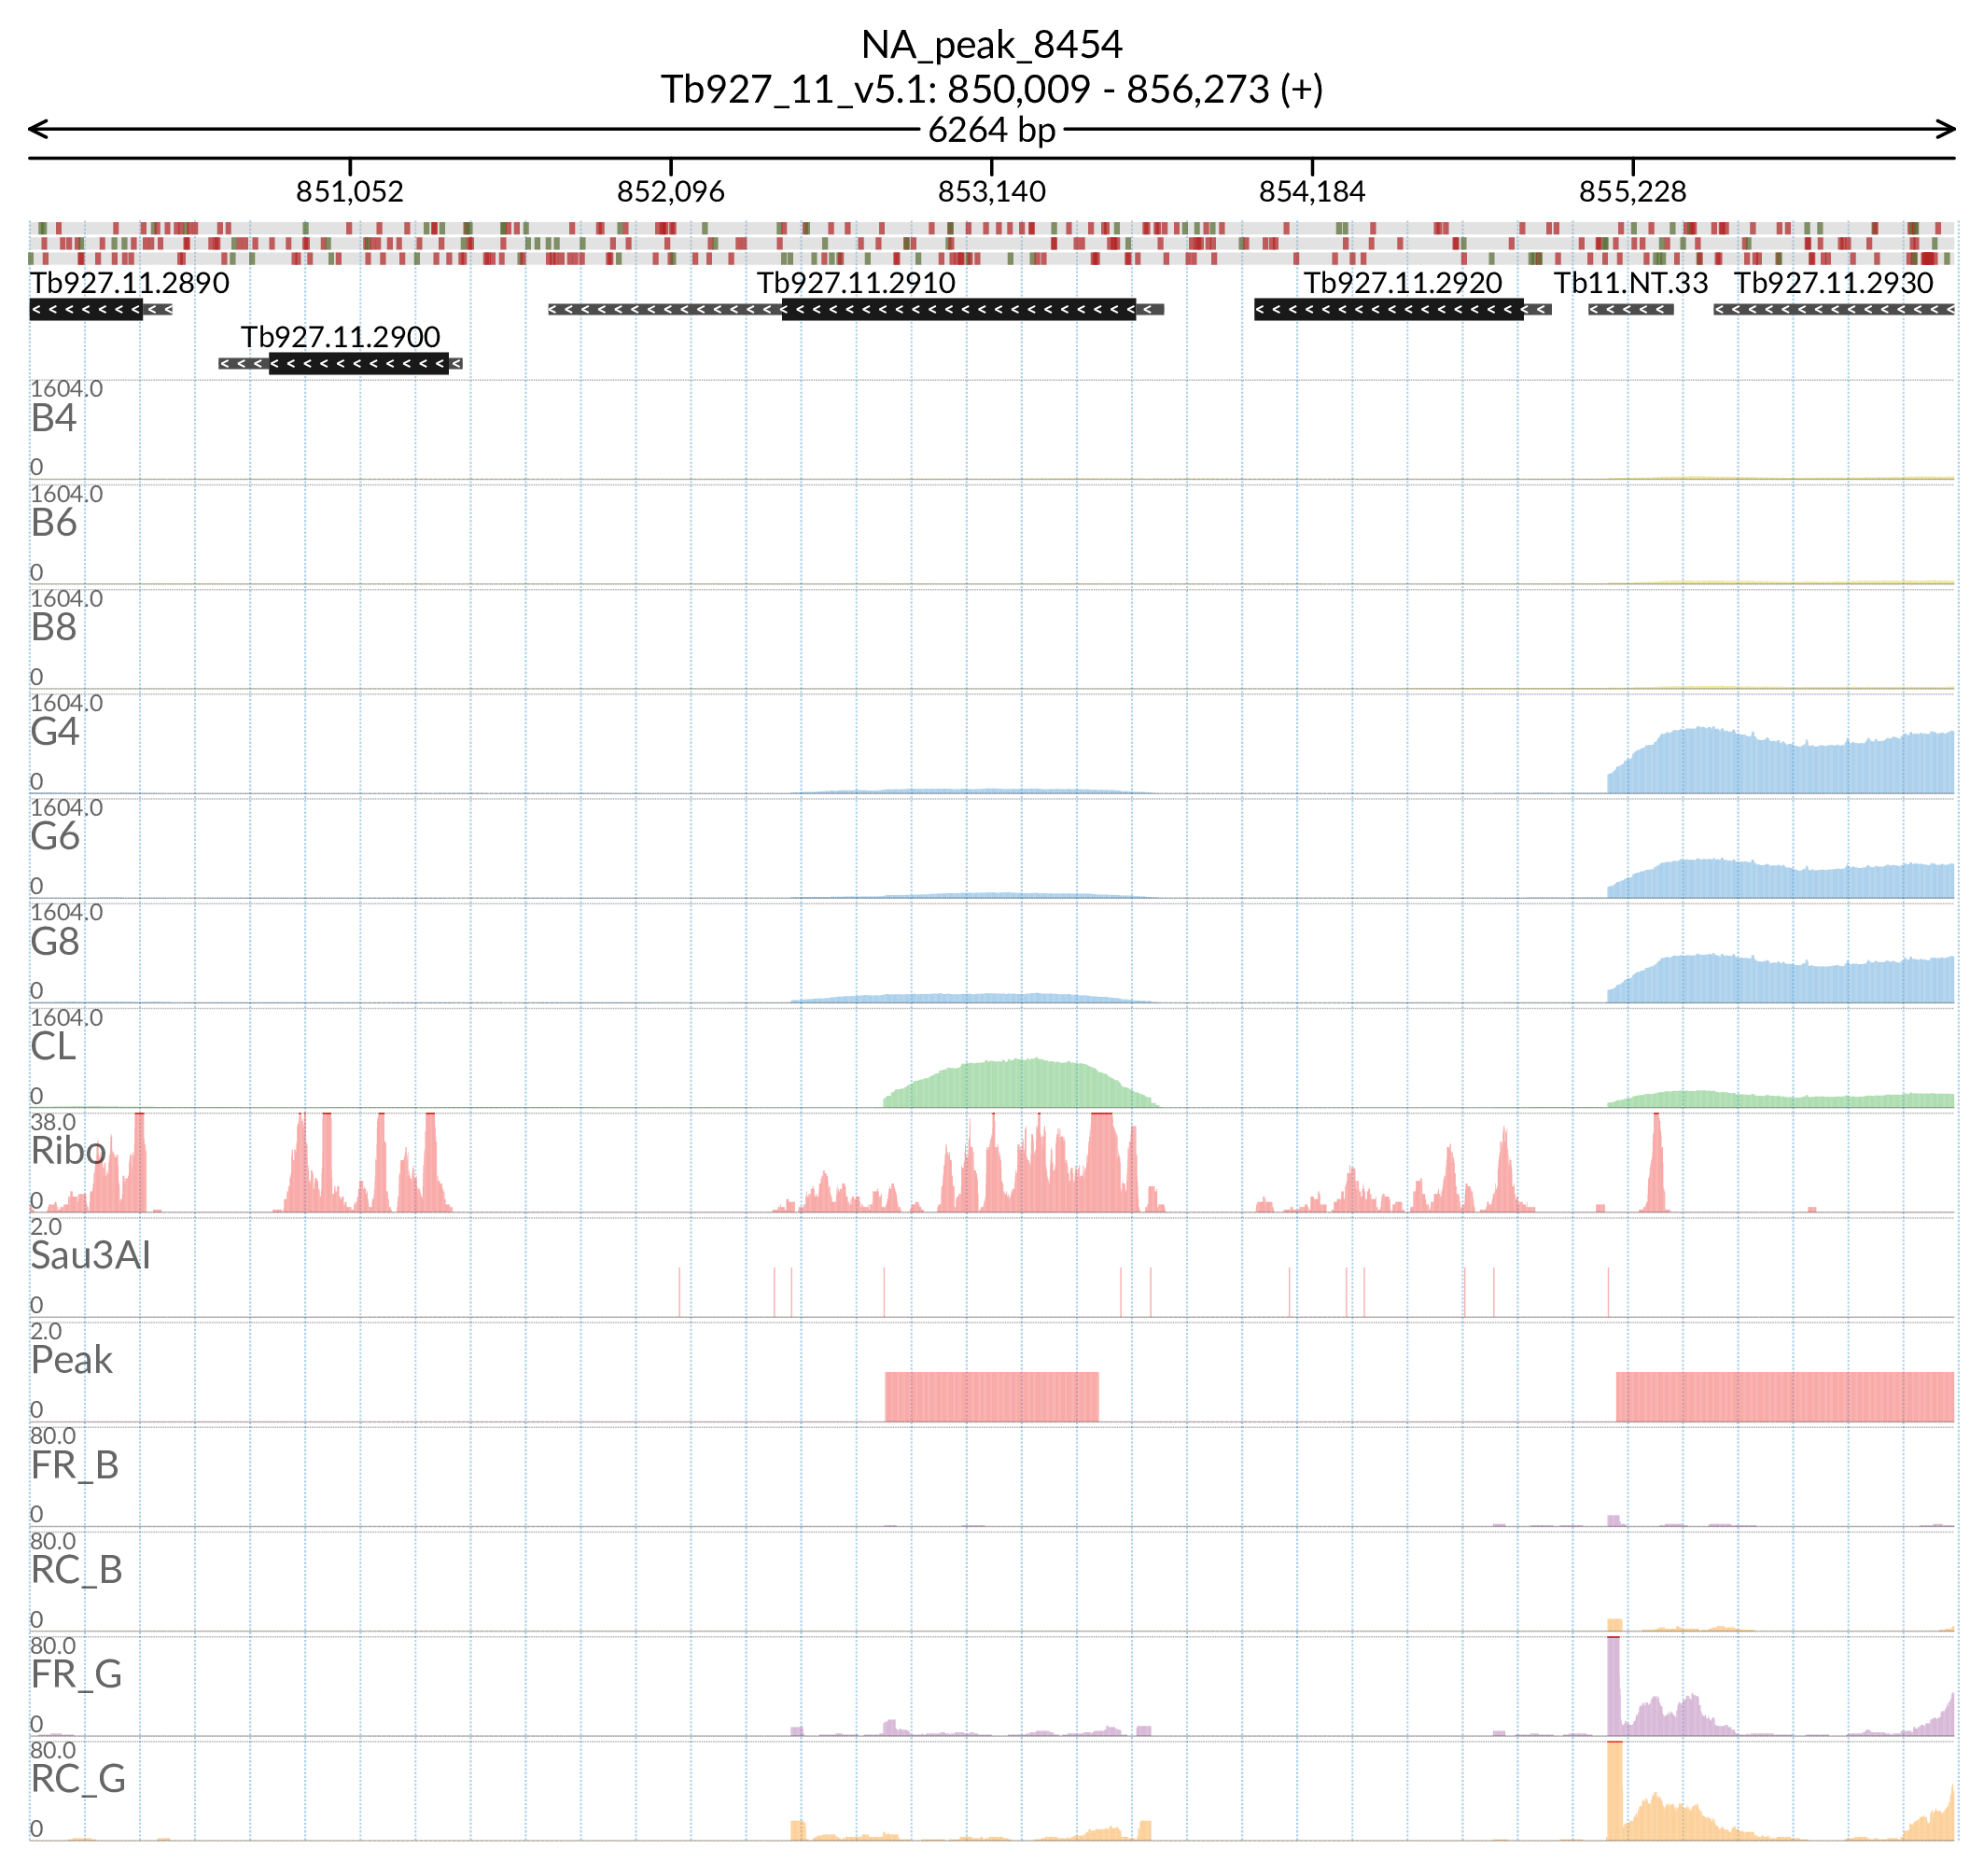 NA_peak_8454
Tb927_11_v5.1: 850,009 - 856,273 (+)
6264 bp
851,052 852,096 853,140 854,184 855,228
Tb927.11.2890 Tb927.11.2910 Tb927.11.2920 Tb11.NT.33 Tb927.11.2930
Tb927.11.2900
1604.0
B4
0
1604.0
B6
0
1604.0
B8
0
1604.0
G4
0
1604.0
G6
0
1604.0
G8
0
1604.0
CL
0
38.0
Ribo
0
2.0
Sau3AI
0
2.0
Peak
0
80.0
FR_B
0
80.0
RC_B
0
80.0
FR_G
0
80.0
RC_G
0